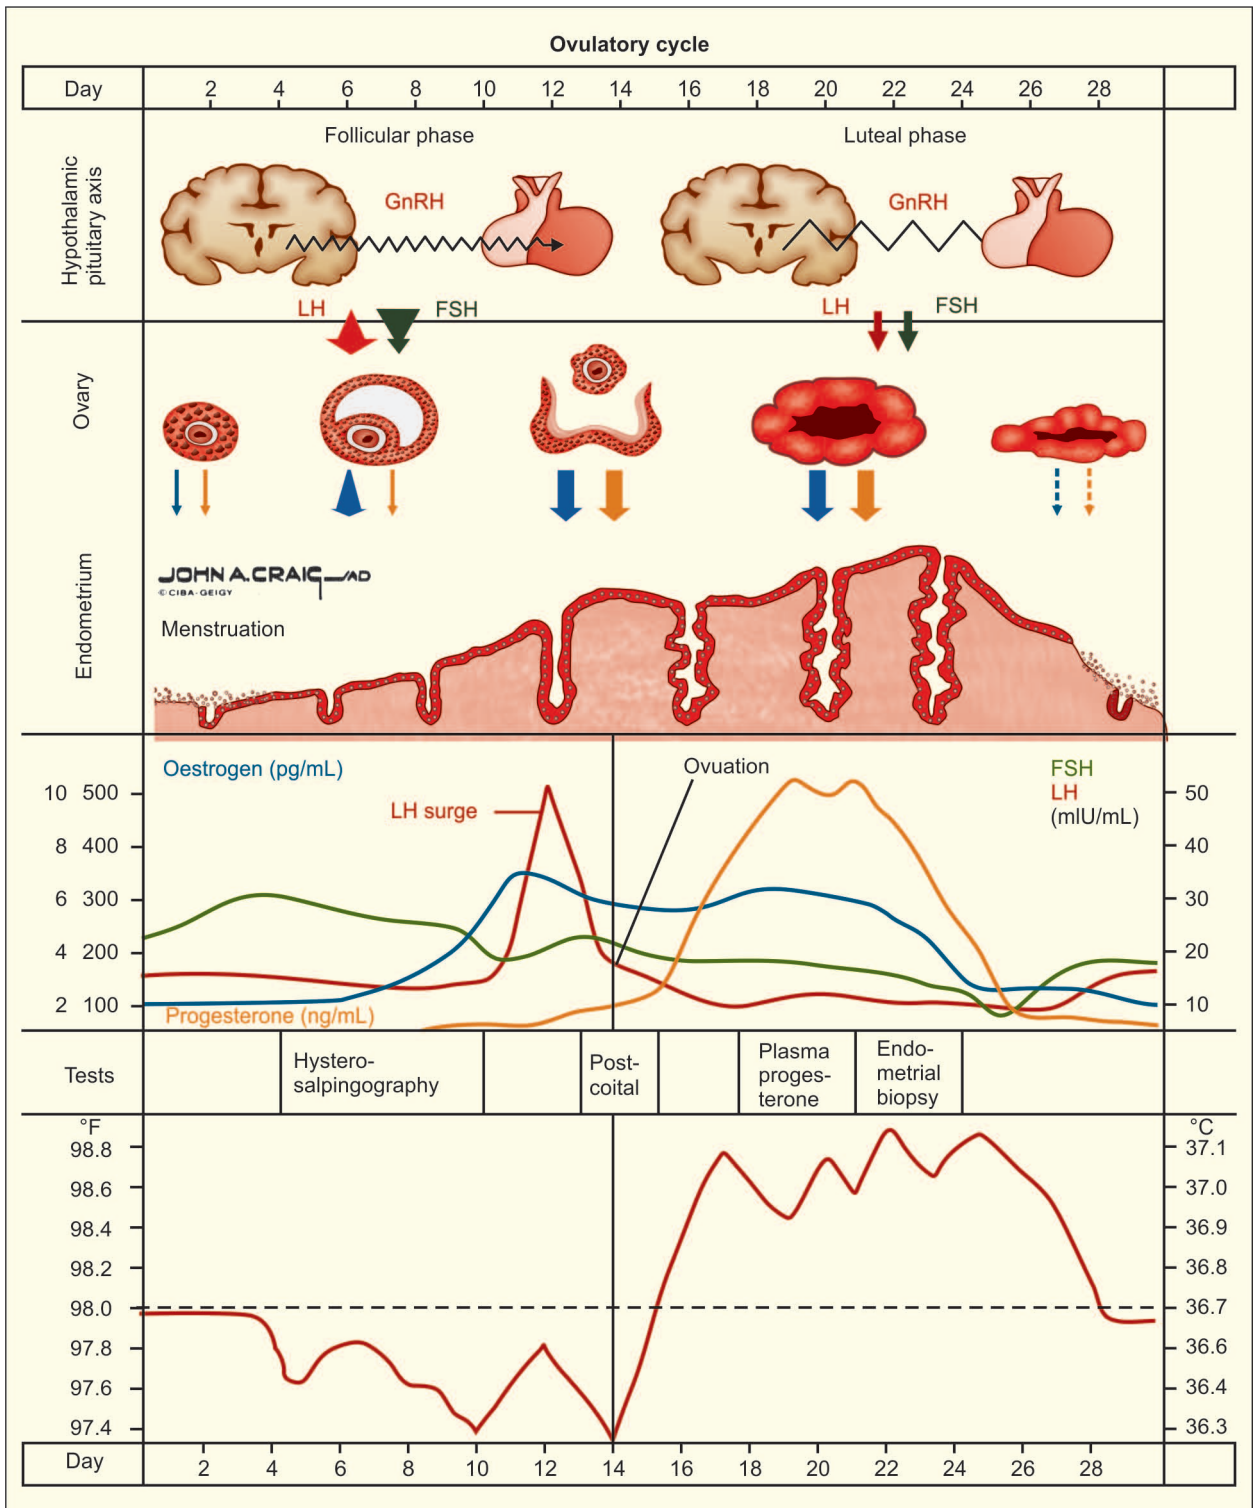 Ovulatory cycle
Day 2 4 6 8 10 12 14 16 18 20 22 24 26 28
Hypothalamic
pituitary axis
Follicular phase
Luteal phase
GnRH
GnRH
LH
FSH
LH
FSH
Ovary
Endometrium
JOHN A. CRAIG AD
© CIBA-GEIGY
Menstruation
Oestrogen (pg/mL)
Ovuation
FSH
LH
(mlU/mL)
LH surge
10 500
8 400
6 300
4 200
2 100
50
40
30
20
10
Progesterone (ng/mL)
Tests
Hystero-
salpingography
Post-
coital
Plasma
proges-
terone
Endo-
metrial
biopsy
°F
98.8
98.6
98.4
98.2
98.0
97.8
97.6
97.4
°C
37.1
37.0
36.9
36.8
36.7
36.6
36.4
36.3
Day 2 4 6 8 10 12 14 16 18 20 22 24 26 28